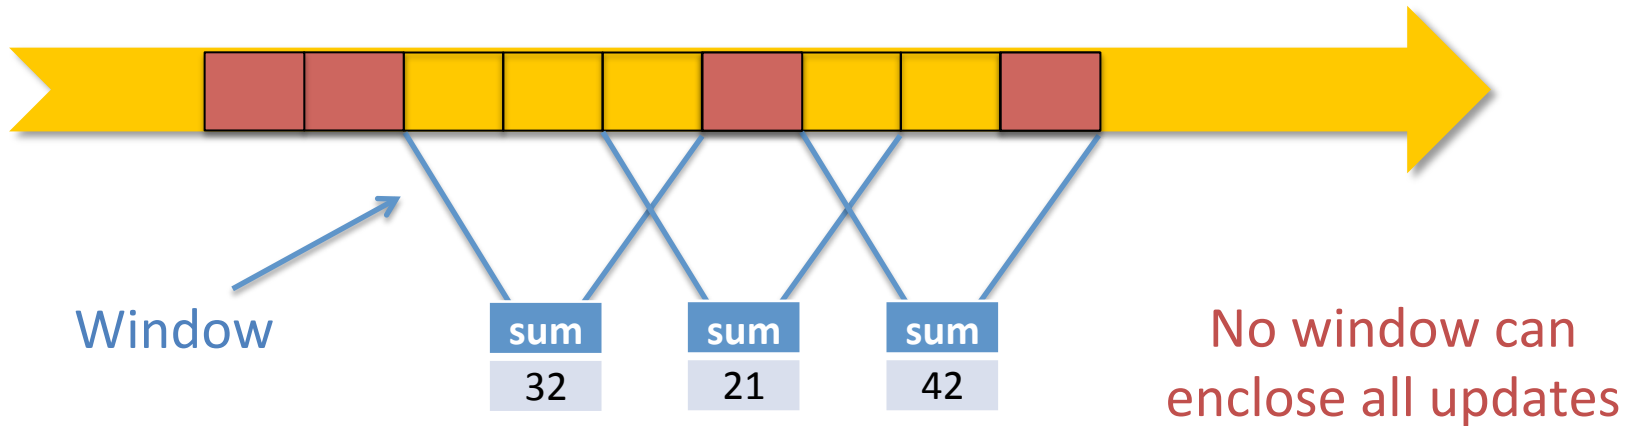 Window
sum
32
sum
21
sum
42
No window can
enclose all updates